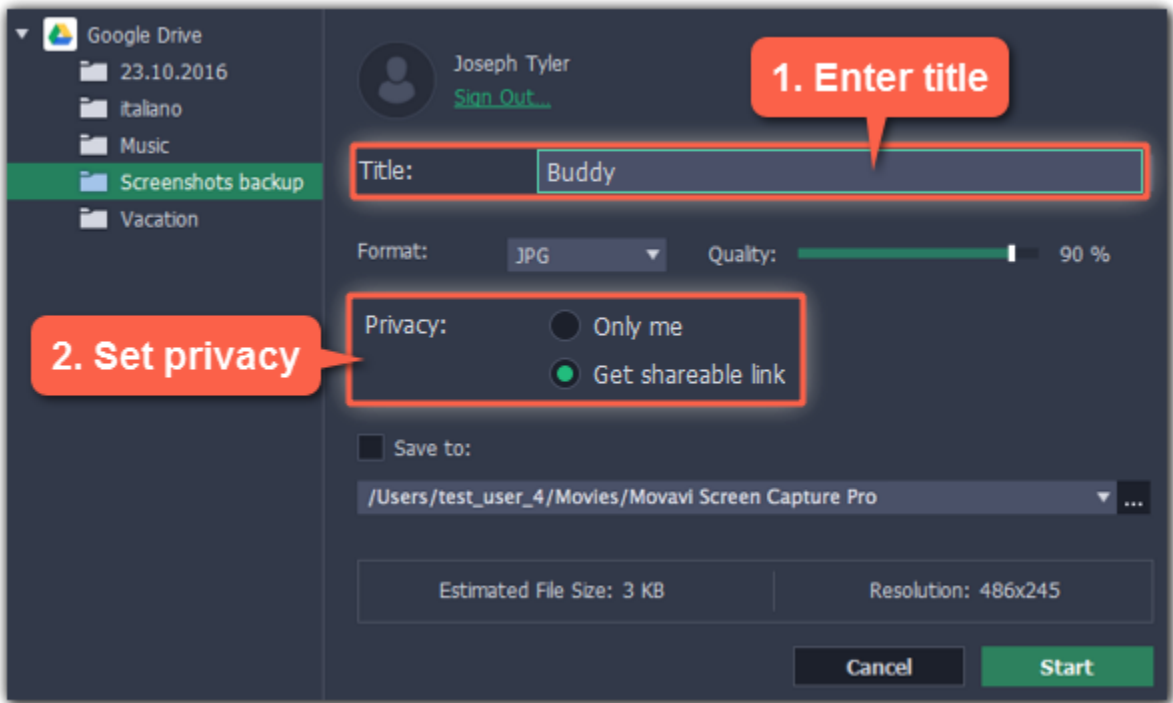 Google Drive
23.10.2016
italiano
Music
Screenshots backup
Vacation
Joseph Tyler
Sign Out...
1. Enter title
Title: Buddy
Format: JPG Quality: 90 %
2. Set privacy
Privacy: Only me
Get shareable link
Save to:
/Users/test_user_4/Movies/Movavi Screen Capture Pro ...
Estimated File Size: 3 KB Resolution: 486x245
Cancel Start